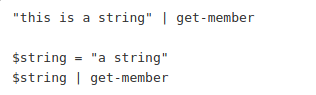 "this is a string" | get-member
$string = "a string"
$string | get-member